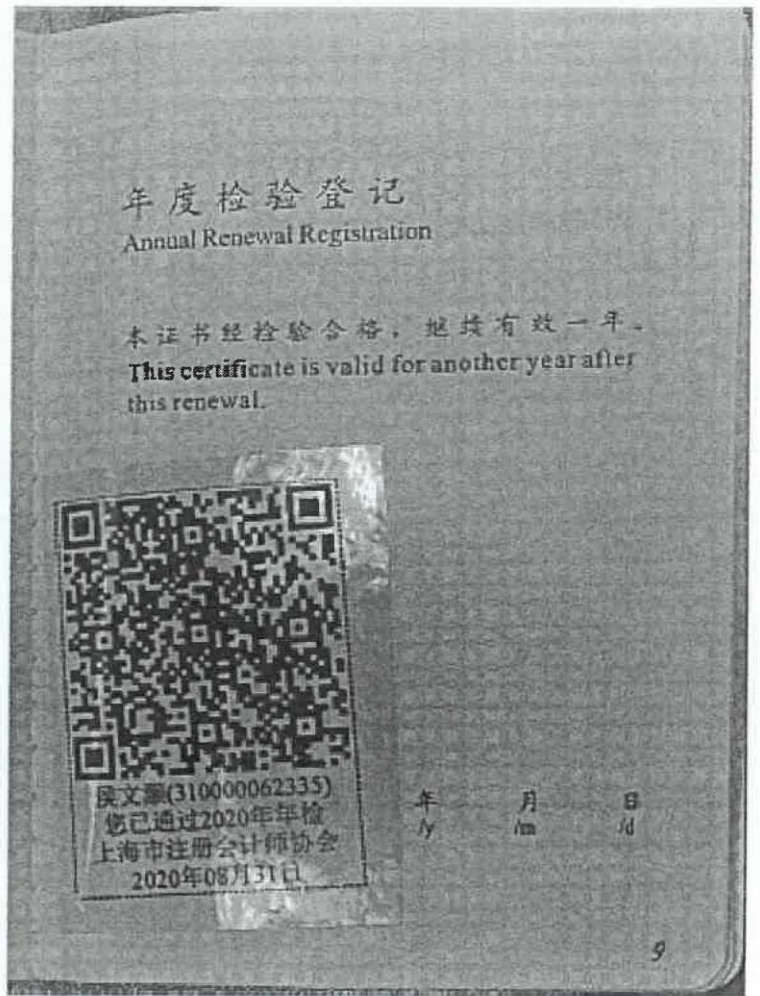 年度检验登记
Annual Renewal Registration
本证书经检验合格，继续有效一年。
This certificate is valid for another year after
this renewal.
侯文灏(310000062335)
您已通过2020年年检
上海市注册会计师协会
2020年08月31日
年 月 日
/y /m /d
9